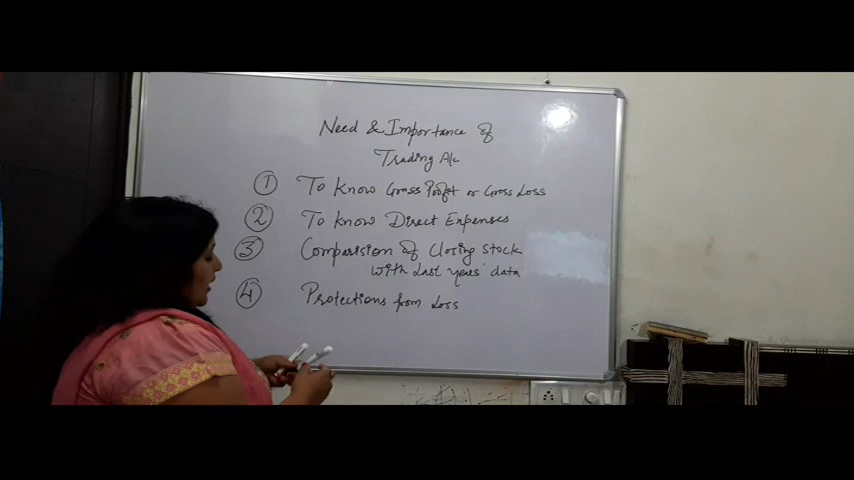 Need & Importance of
Trading A/c
① To Know Gross Profit or Gross Loss
② To Know Direct Expenses
③ Comparision of Closing Stock
with Last years' data
④ Protections from Loss